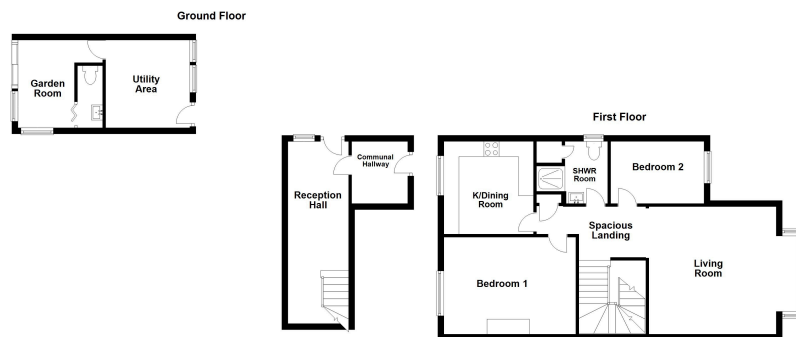 Ground Floor
Garden
Room
Utility
Area
First Floor
Communal
Hallway
Reception
Hall
K/Dining
Room
SHWR
Room
Bedroom 2
Spacious
Landing
Living
Room
Bedroom 1